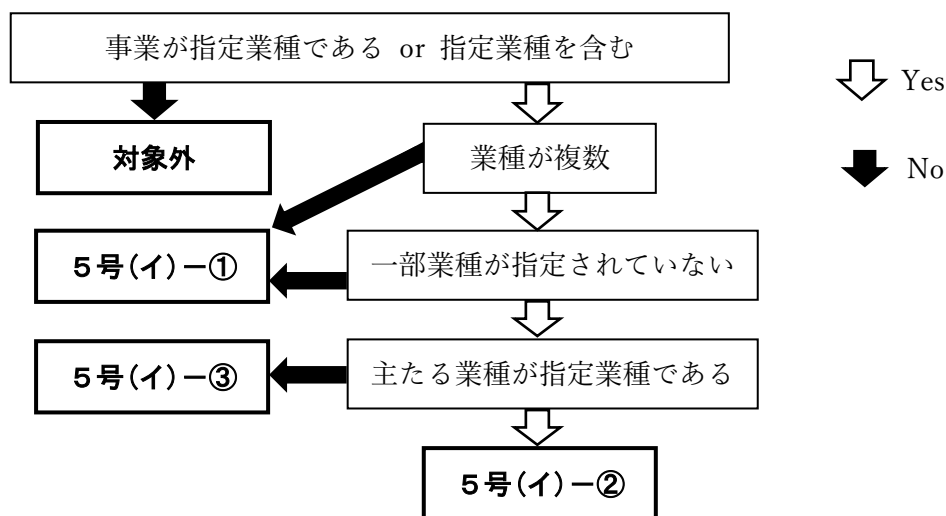 事業が指定業種である or 指定業種を含む
Yes
対象外
業種が複数
No
5号(イ)－①
一部業種が指定されていない
5号(イ)－③
主たる業種が指定業種である
5号(イ)－②